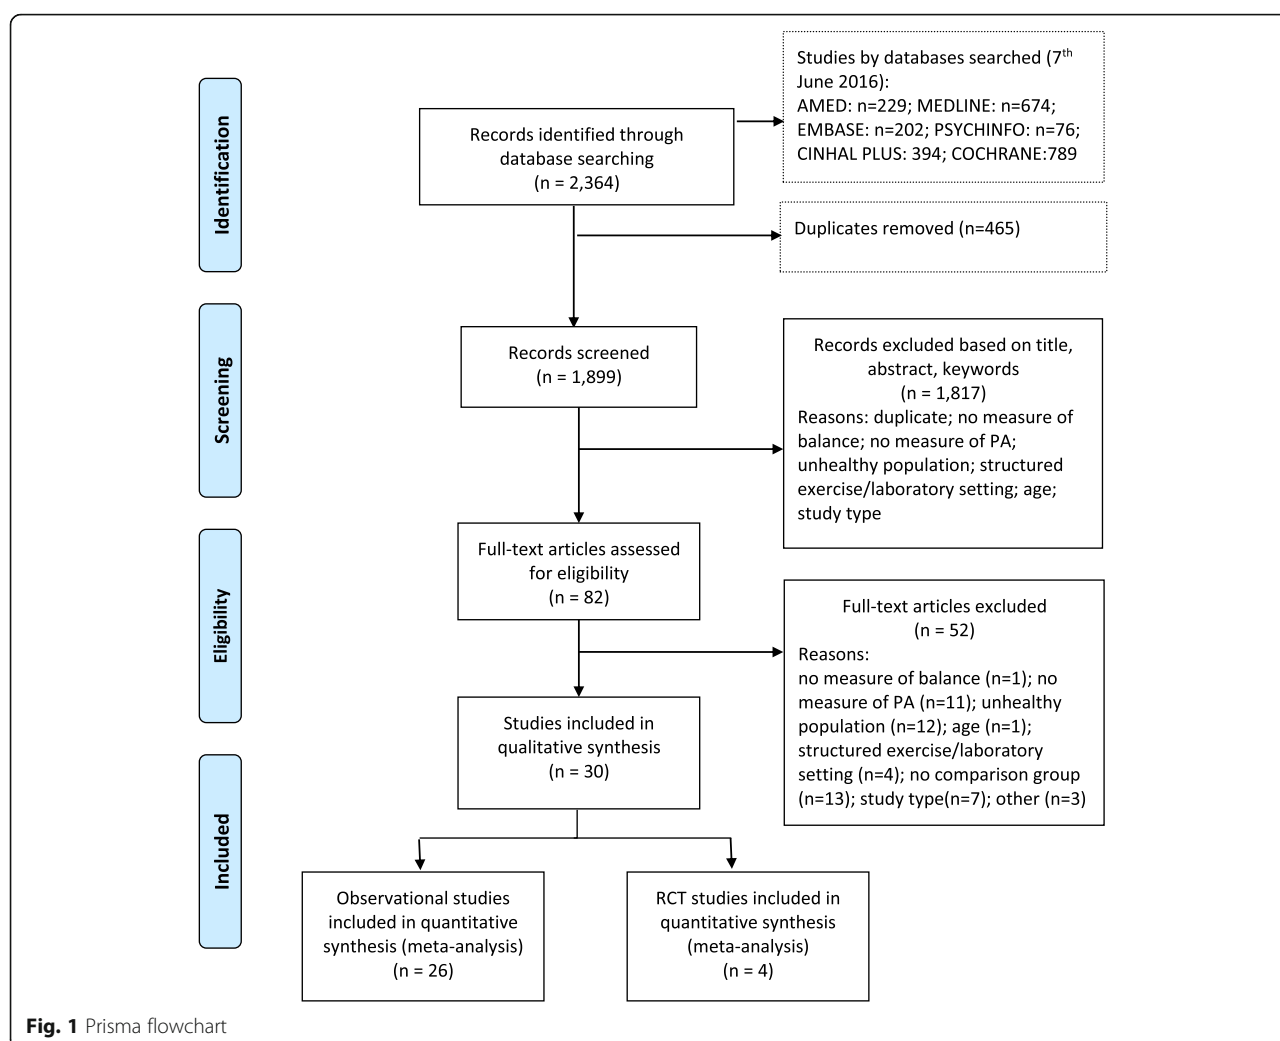 Identification
Studies by databases searched (7th
June 2016):
AMED: n=229; MEDLINE: n=674;
EMBASE: n=202; PSYCHINFO: n=76;
CINHAL PLUS: 394; COCHRANE:789
Records identified through
database searching
(n = 2,364)
Duplicates removed (n=465)
Screening
Records screened
(n = 1,899)
Records excluded based on title,
abstract, keywords
(n = 1,817)
Reasons: duplicate; no measure of
balance; no measure of PA;
unhealthy population; structured
exercise/laboratory setting; age;
study type
Eligibility
Full-text articles assessed
for eligibility
(n = 82)
Full-text articles excluded
(n = 52)
Reasons:
no measure of balance (n=1); no
measure of PA (n=11); unhealthy
population (n=12); age (n=1);
structured exercise/laboratory
setting (n=4); no comparison group
(n=13); study type(n=7); other (n=3)
Studies included in
qualitative synthesis
(n = 30)
Included
Observational studies
included in quantitative
synthesis (meta-analysis)
(n = 26)
RCT studies included in
quantitative synthesis
(meta-analysis)
(n = 4)
Fig. 1 Prisma flowchart